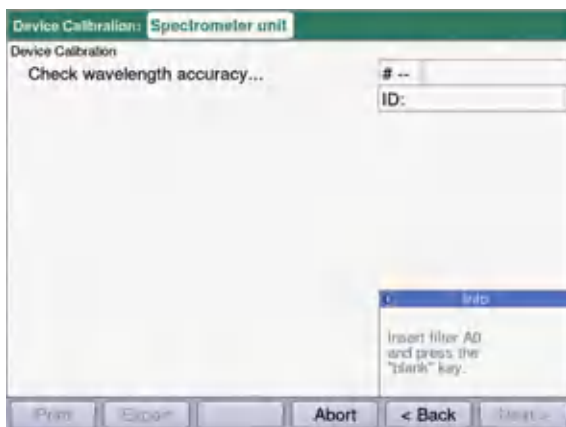 Device Calibration: Spectrometer unit
Device Calibration
Check wavelength accuracy...
# --
ID:
Info
Insert filter A0
and press the
"blank" key.
Print
Export
Abort
< Back
Next >